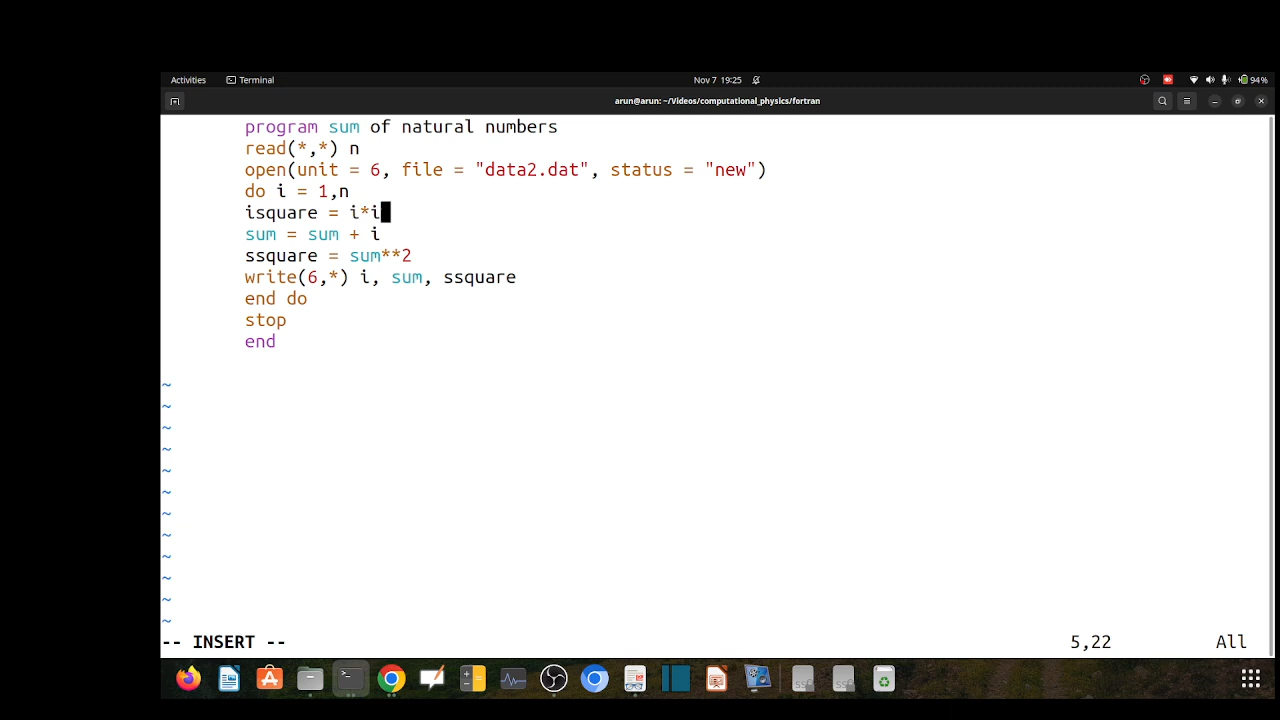 Activities Terminal Nov 7 19:25 94%
arun@arun: ~/Videos/computational_physics/fortran
program sum of natural numbers
read(*,*) n
open(unit = 6, file = "data2.dat", status = "new")
do i = 1,n
isquare = i*i
sum = sum + i
ssquare = sum**2
write(6,*) i, sum, ssquare
end do
stop
end
~
~
~
~
~
~
~
~
~
~
~
~
-- INSERT -- 5,22 All